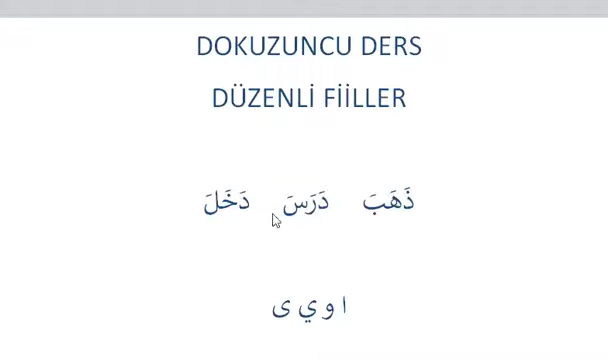 DOKUZUNCU DERS
DÜZENLİ FİİLLER
ذَهَبَ دَرَسَ دَخَلَ
ا و ي ى